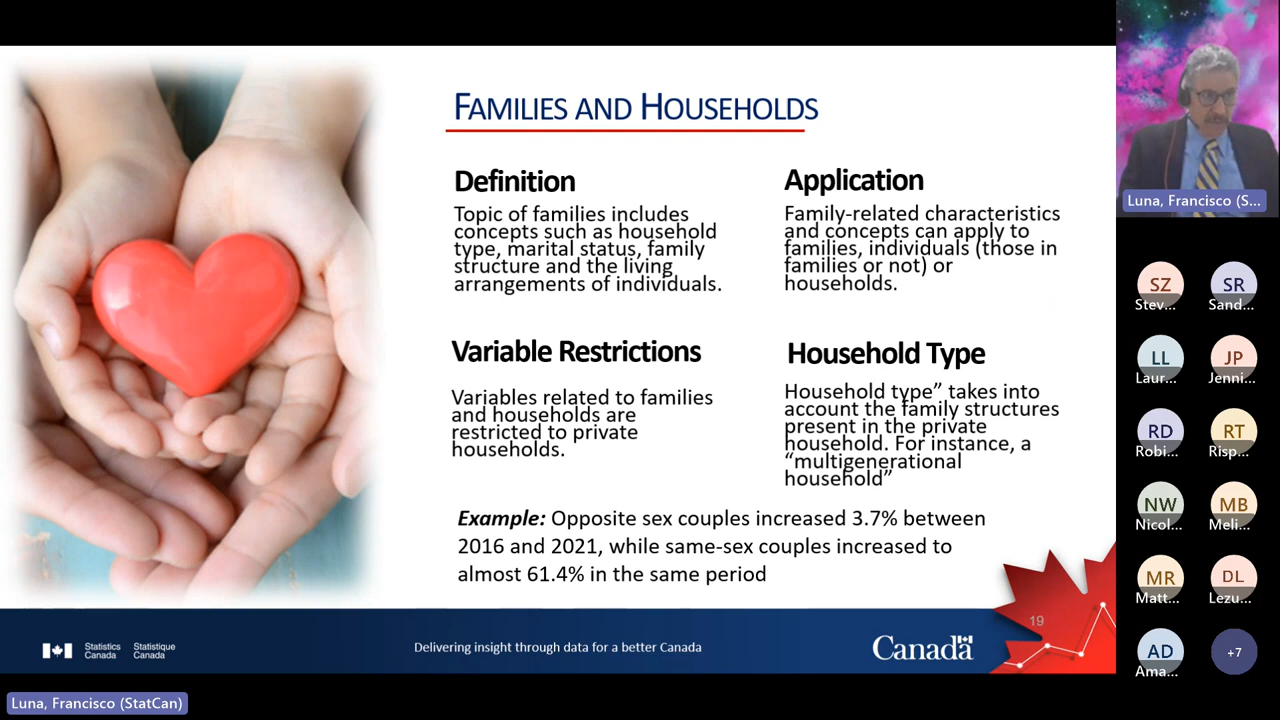 FAMILIES AND HOUSEHOLDS
Definition
Topic of families includes
concepts such as household
type, marital status, family
structure and the living
arrangements of individuals.
Application
Family-related characteristics
and concepts can apply to
families, individuals (those in
families or not) or
households.
Variable Restrictions
Variables related to families
and households are
restricted to private
households.
Household Type
Household type” takes into
account the family structures
present in the private
household. For instance, a
“multigenerational
household”
Example: Opposite sex couples increased 3.7% between
2016 and 2021, while same-sex couples increased to
almost 61.4% in the same period
19
Statistics
Canada
Statistique
Canada
Delivering insight through data for a better Canada
Canada
Luna, Francisco (StatCan)
Luna, Francisco (S...
SZ
Stev...
SR
Sand...
LL
Laur...
JP
Jenni...
RD
Robi...
RT
Risp...
NW
Nicol...
MB
Meli...
MR
Matt...
DL
Lezu...
AD
Ama...
+7